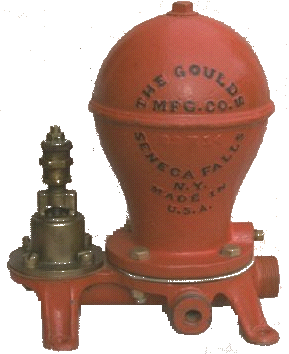 THE GOULDS
MFG.CO.'S
SENECA FALLS
N.Y.
MADE IN
U.S.A.